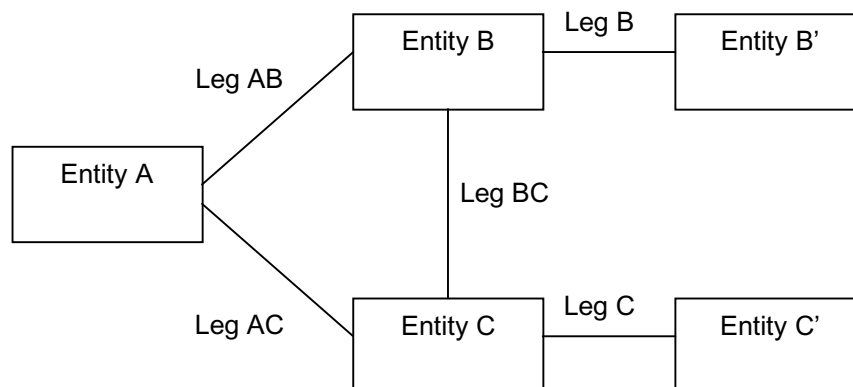 Entity B
Leg B
Entity B’
Leg AB
Entity A
Leg BC
Leg AC
Entity C
Leg C
Entity C’